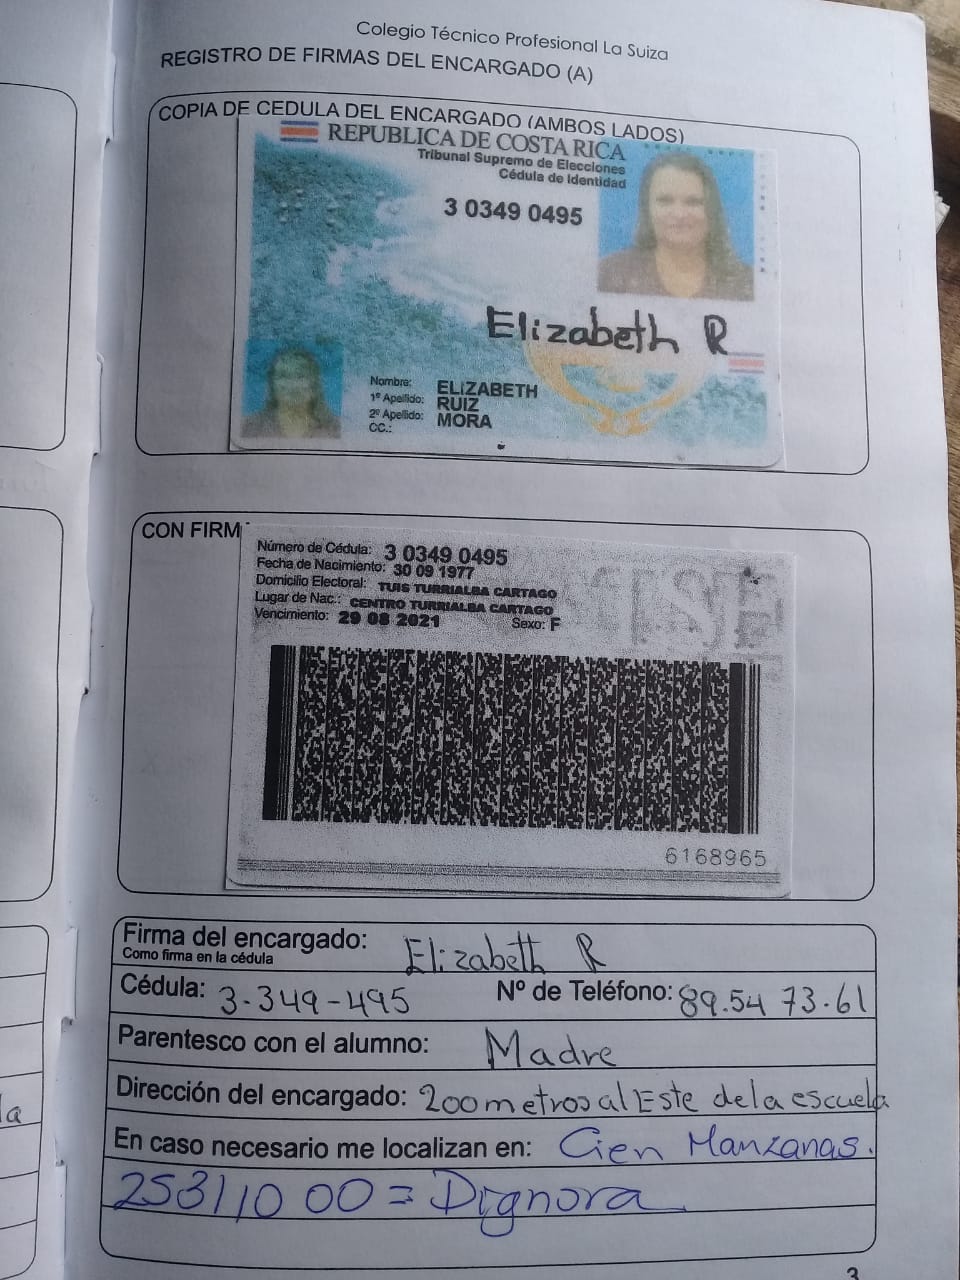 Colegio Técnico Profesional La Suiza
REGISTRO DE FIRMAS DEL ENCARGADO (A)
COPIA DE CEDULA DEL ENCARGADO (AMBOS LADOS)
REPUBLICA DE COSTA RICA
Tribunal Supremo de Elecciones
Cédula de Identidad
3 0349 0495
Elizabeth R
Nombre: ELIZABETH
1º Apellido: RUIZ
2º Apellido: MORA
CC.:
CON FIRM
Número de Cédula: 3 0349 0495
Fecha de Nacimiento: 30 09 1977
Domicilio Electoral: TUIS TURRIALBA CARTAGO
Lugar de Nac.: CENTRO TURRIALBA CARTAGO
Vencimiento: 29 08 2021 Sexo: F
TSE
6168965
Firma del encargado: Elizabeth R
Como firma en la cédula
Cédula: 3-349-495 Nº de Teléfono: 89.54 73.61
Parentesco con el alumno: Madre
Dirección del encargado: 200 metros al Este de la escuela
la
En caso necesario me localizan en: Cien Manzanas.
25311000 = Dignora
3